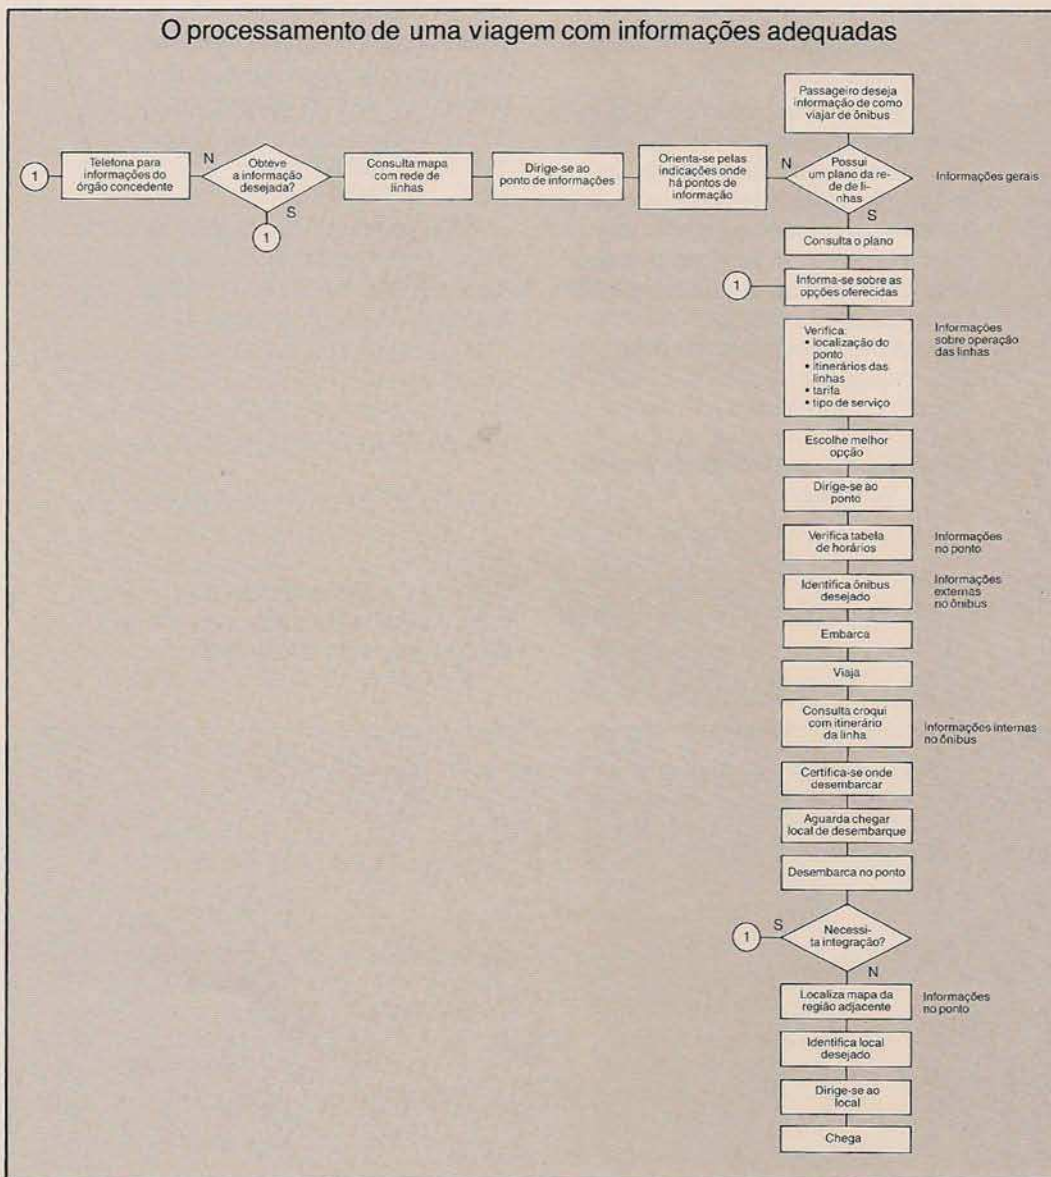 O processamento de uma viagem com informações adequadas
Passageiro deseja
informação de como
viajar de ônibus
Possui
um plano da re-
de de li-
nhas
N
S
Informações gerais
Orienta-se pelas
indicações onde
há pontos de
informação
Dirige-se ao
ponto de informações
Consulta mapa
com rede de
linhas
Obteve
a informação
desejada?
N
S
1
Telefona para
informações do
órgão concedente
1
Consulta o plano
1
Informa-se sobre as
opções oferecidas
Verifica:
• localização do
ponto
• itinerários das
linhas
• tarifa
• tipo de serviço
Informações
sobre operação
das linhas
Escolhe melhor
opção
Dirige-se ao
ponto
Verifica tabela
de horários
Informações
no ponto
Identifica ônibus
desejado
Informações
externas
no ônibus
Embarca
Viaja
Consulta croqui
com itinerário
da linha
Informações internas
no ônibus
Certifica-se onde
desembarcar
Aguarda chegar
local de desembarque
Desembarca no ponto
1
S
Necessi-
ta integração?
N
Localiza mapa da
região adjacente
Informações
no ponto
Identifica local
desejado
Dirige-se ao
local
Chega